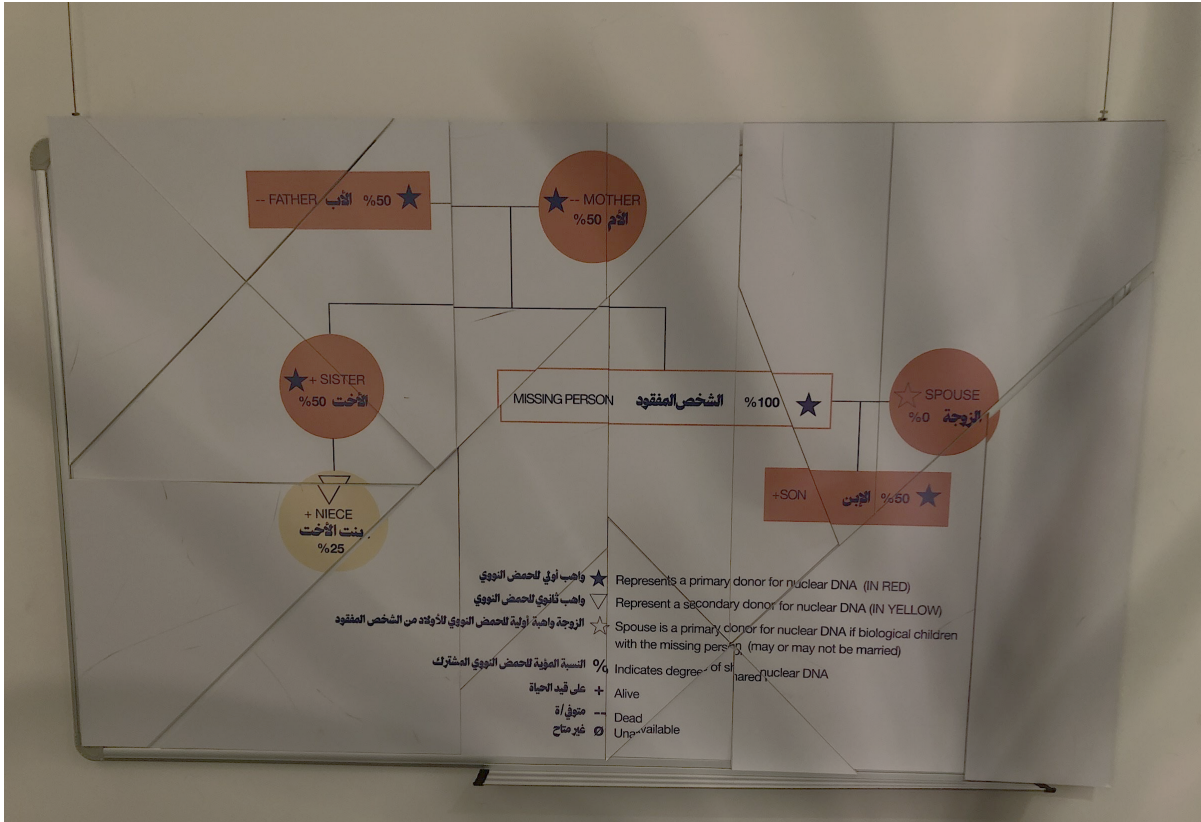 -- FATHER الأب %50
-- MOTHER
الأم %50
+ SISTER
الأخت %50
MISSING PERSON الشخص المفقود %100
SPOUSE
الزوجة %0
+SON الإبن %50
+ NIECE
بنت الأخت
%25
واهب أولي للحمض النووي ★ Represents a primary donor for nuclear DNA (IN RED)
واهب ثانوي للحمض النووي ▽ Represent a secondary donor for nuclear DNA (IN YELLOW)
الزوجة واهبة أولية للحمض النووي للأولاد من الشخص المفقود ☆ Spouse is a primary donor for nuclear DNA if biological children
with the missing person (may or may not be married)
النسبة المؤية للحمض النووي المشترك % Indicates degree of shared nuclear DNA
على قيد الحياة + Alive
متوفي/ة -- Dead
غير متاح Ø Unavailable